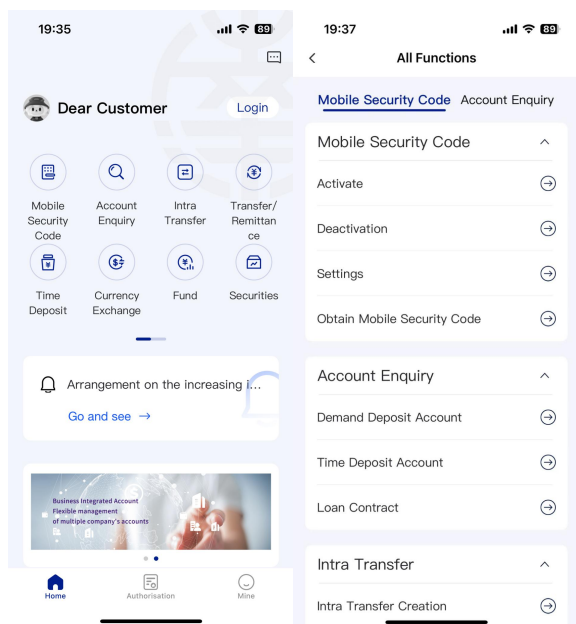 19:35
89
Dear Customer
Login
Mobile
Security
Code
Account
Enquiry
Intra
Transfer
Transfer/
Remittan
ce
Time
Deposit
Currency
Exchange
Fund
Securities
Arrangement on the increasing i...
Go and see →
Business Integrated Account
Flexible management
of multiple company's accounts
Home
Authorisation
Mine
19:37
89
All Functions
Mobile Security Code
Account Enquiry
Mobile Security Code
Activate
Deactivation
Settings
Obtain Mobile Security Code
Account Enquiry
Demand Deposit Account
Time Deposit Account
Loan Contract
Intra Transfer
Intra Transfer Creation